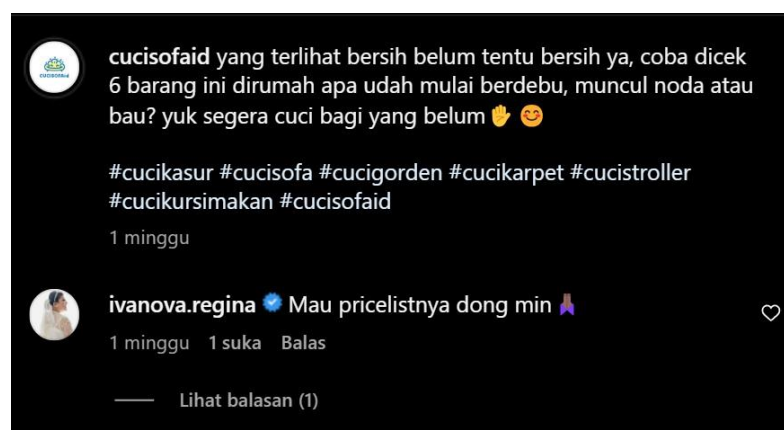 cucisofaid yang terlihat bersih belum tentu bersih ya, coba dicek
6 barang ini dirumah apa udah mulai berdebu, muncul noda atau
bau? yuk segera cuci bagi yang belum✋ 😊
#cucikasur #cucisofa #cucigorden #cucikarpet #cucistroller
#cucikursimakan #cucisofaid
1 minggu
ivanova.regina Mau pricelistnya dong min 🙏🏾
1 minggu 1 suka Balas
Lihat balasan (1)